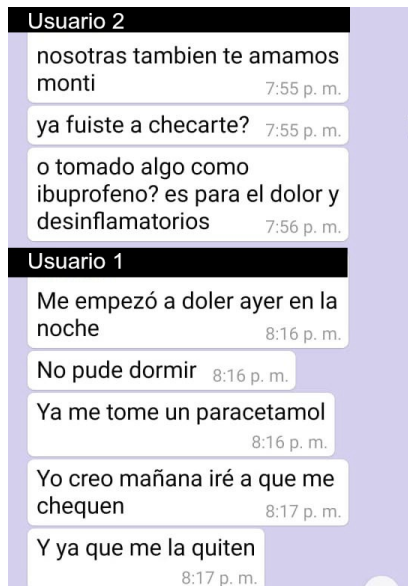 Usuario 2
nosotras tambien te amamos
monti
7:55 p. m.
ya fuiste a checarte? 7:55 p. m.
o tomado algo como
ibuprofeno? es para el dolor y
desinflamatorios
7:56 p. m.
Usuario 1
Me empezó a doler ayer en la
noche
8:16 p. m.
No pude dormir 8:16 p. m.
Ya me tome un paracetamol
8:16 p. m.
Yo creo mañana iré a que me
chequen
8:17 p. m.
Y ya que me la quiten
8:17 p. m.